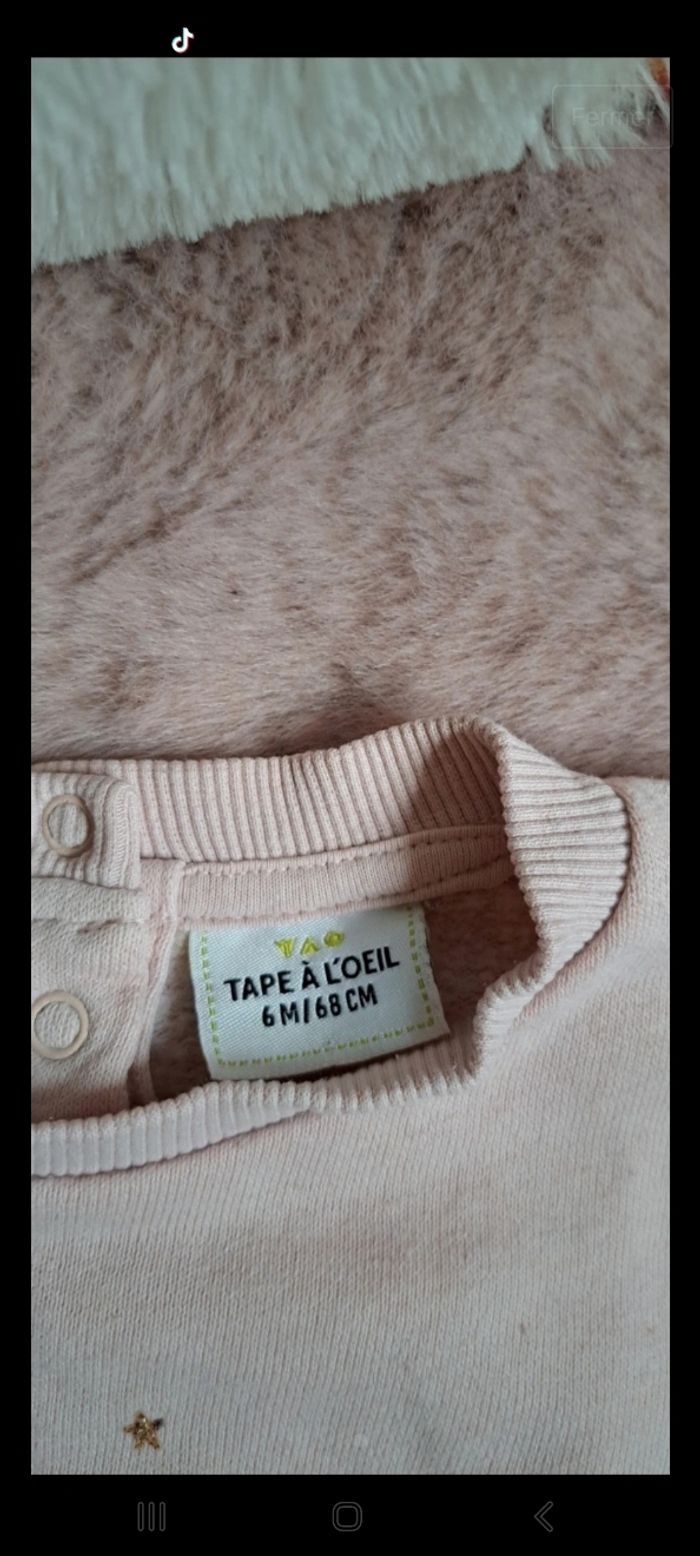 Fermer
TAO
TAPE À L'OEIL
6 M/68 CM